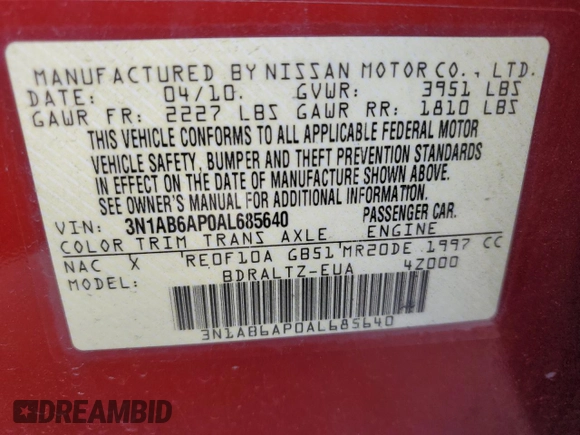 MANUFACTURED BY NISSAN MOTOR CO., LTD.
DATE: 04/10. GVWR: 3951 LBS
GAWR FR: 2227 LBS GAWR RR: 1810 LBS
THIS VEHICLE CONFORMS TO ALL APPLICABLE FEDERAL MOTOR
VEHICLE SAFETY, BUMPER AND THEFT PREVENTION STANDARDS
IN EFFECT ON THE DATE OF MANUFACTURE SHOWN ABOVE.
SEE OWNER'S MANUAL FOR ADDITIONAL INFORMATION.
VIN: 3N1AB6AP0AL685640 PASSENGER CAR.
COLOR TRIM TRANS AXLE ENGINE
NAC X RE0F10A GB51 MR20DE 1997 CC
MODEL: BDRALTZ-EUA 4Z000
3N1AB6AP0AL685640
DREAMBID